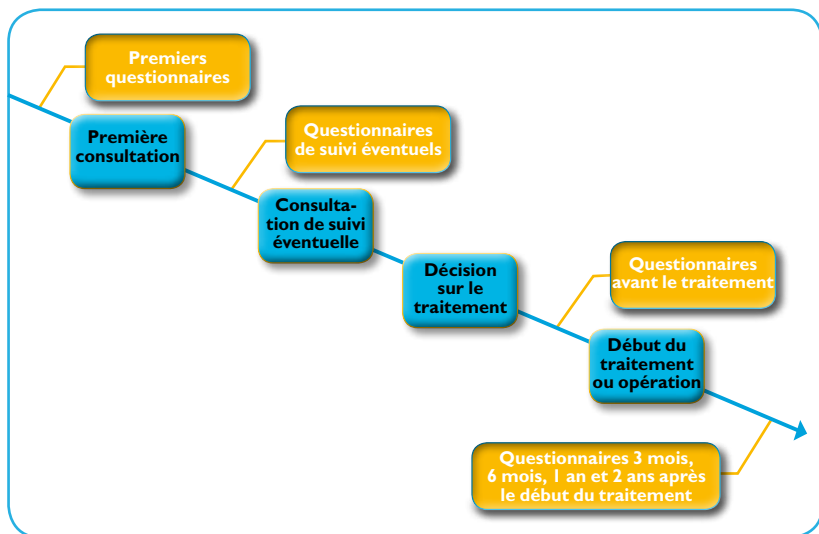 Premiers
questionnaires
Première
consultation
Questionnaires
de suivi éventuels
Consulta-
tion de suivi
éventuelle
Décision
sur le
traitement
Questionnaires
avant le traitement
Début du
traitement
ou opération
Questionnaires 3 mois,
6 mois, 1 an et 2 ans après
le début du traitement